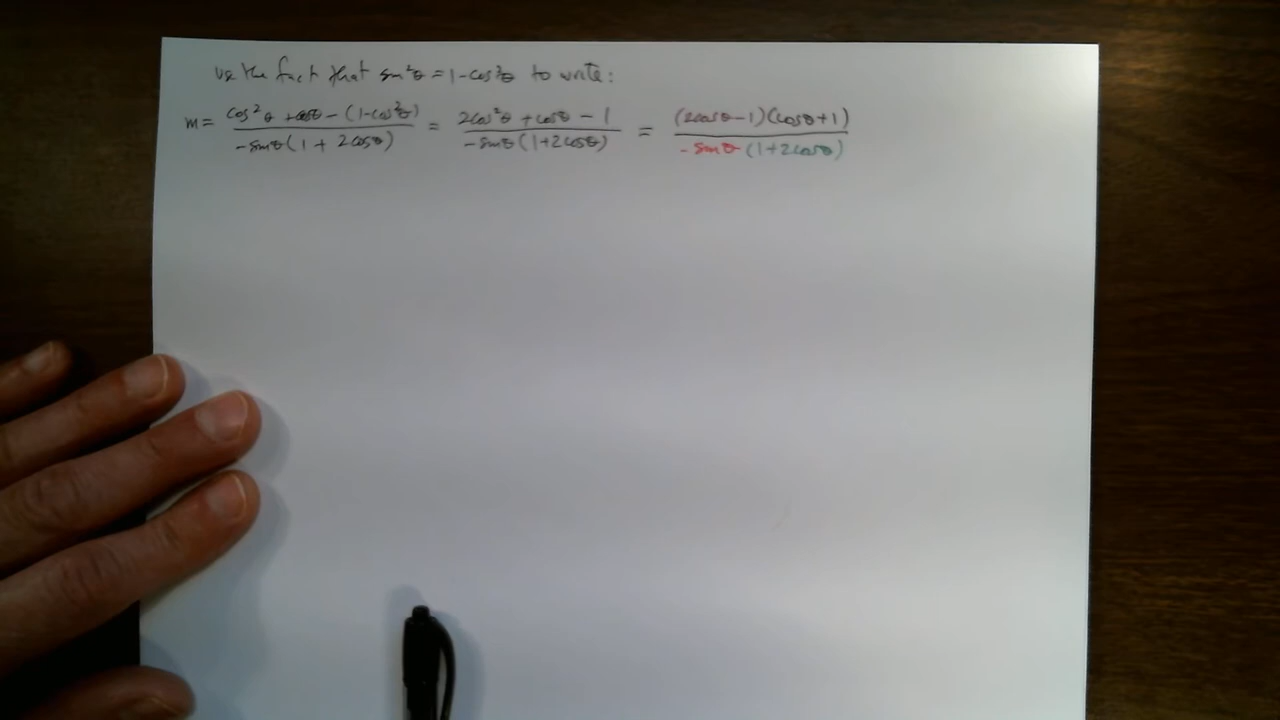 use the fact that sin²θ = 1-cos²θ to write:
m = (cos²θ + cosθ - (1-cos²θ)) / (-sinθ(1 + 2cosθ)) = (2cos²θ + cosθ - 1) / (-sinθ(1+2cosθ)) = ((2cosθ-1)(cosθ+1)) / (-sinθ(1+2cosθ))